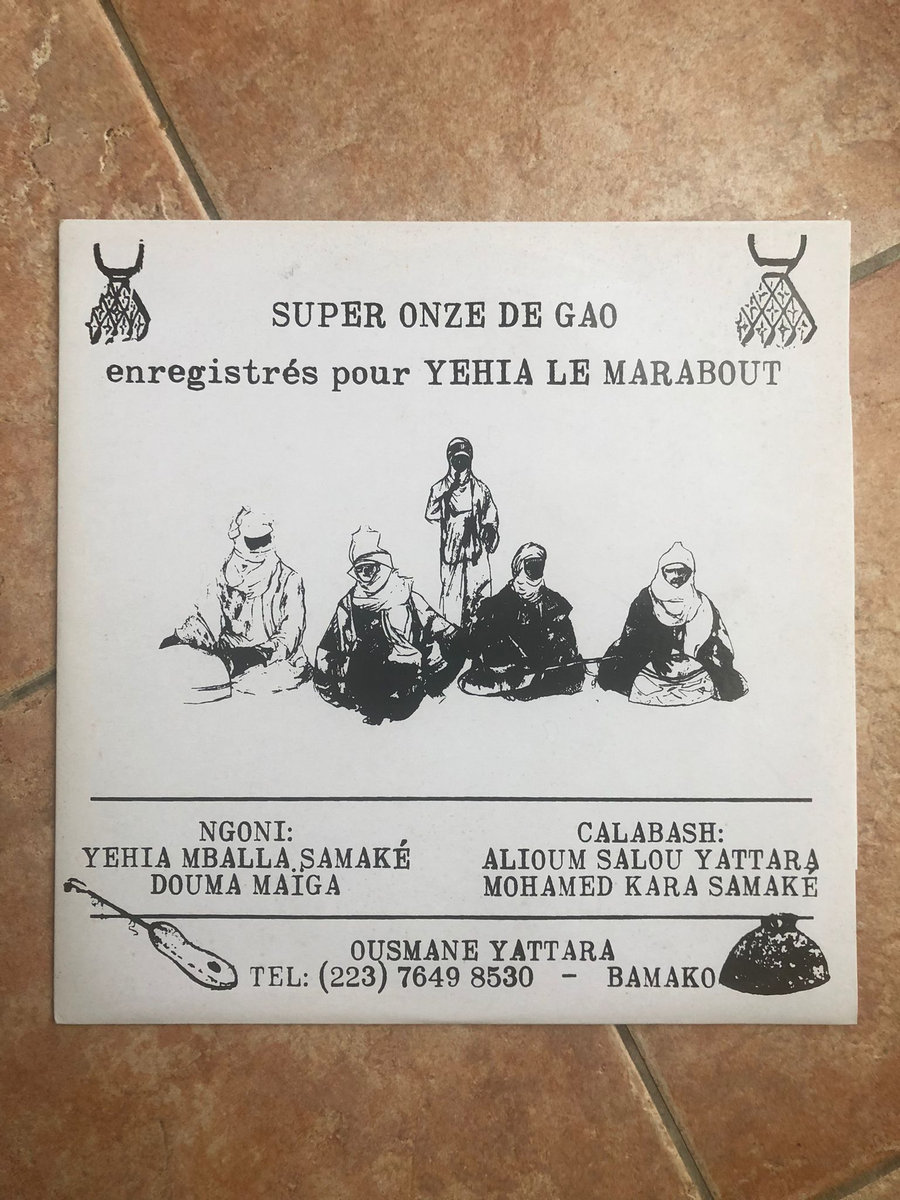 SUPER ONZE DE GAO
enregistrés pour YEHIA LE MARABOUT
NGONI:
YEHIA MBALLA SAMAKÉ
DOUMA MAÏGA
CALABASH:
ALIOUM SALOU YATTARA
MOHAMED KARA SAMAKÉ
OUSMANE YATTARA
TEL: (223) 7649 8530 - BAMAKO